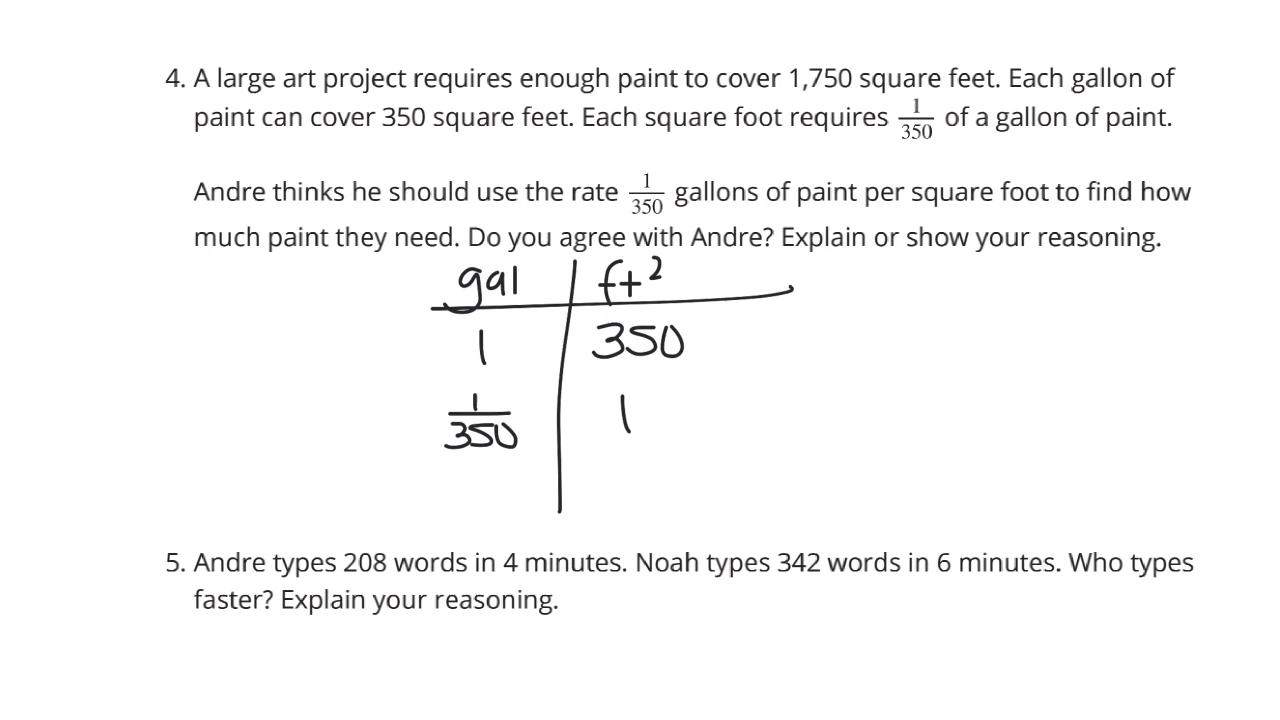 4. A large art project requires enough paint to cover 1,750 square feet. Each gallon of
paint can cover 350 square feet. Each square foot requires 1/350 of a gallon of paint.
Andre thinks he should use the rate 1/350 gallons of paint per square foot to find how
much paint they need. Do you agree with Andre? Explain or show your reasoning.
gal ft²
1 350
1/350 1
5. Andre types 208 words in 4 minutes. Noah types 342 words in 6 minutes. Who types
faster? Explain your reasoning.